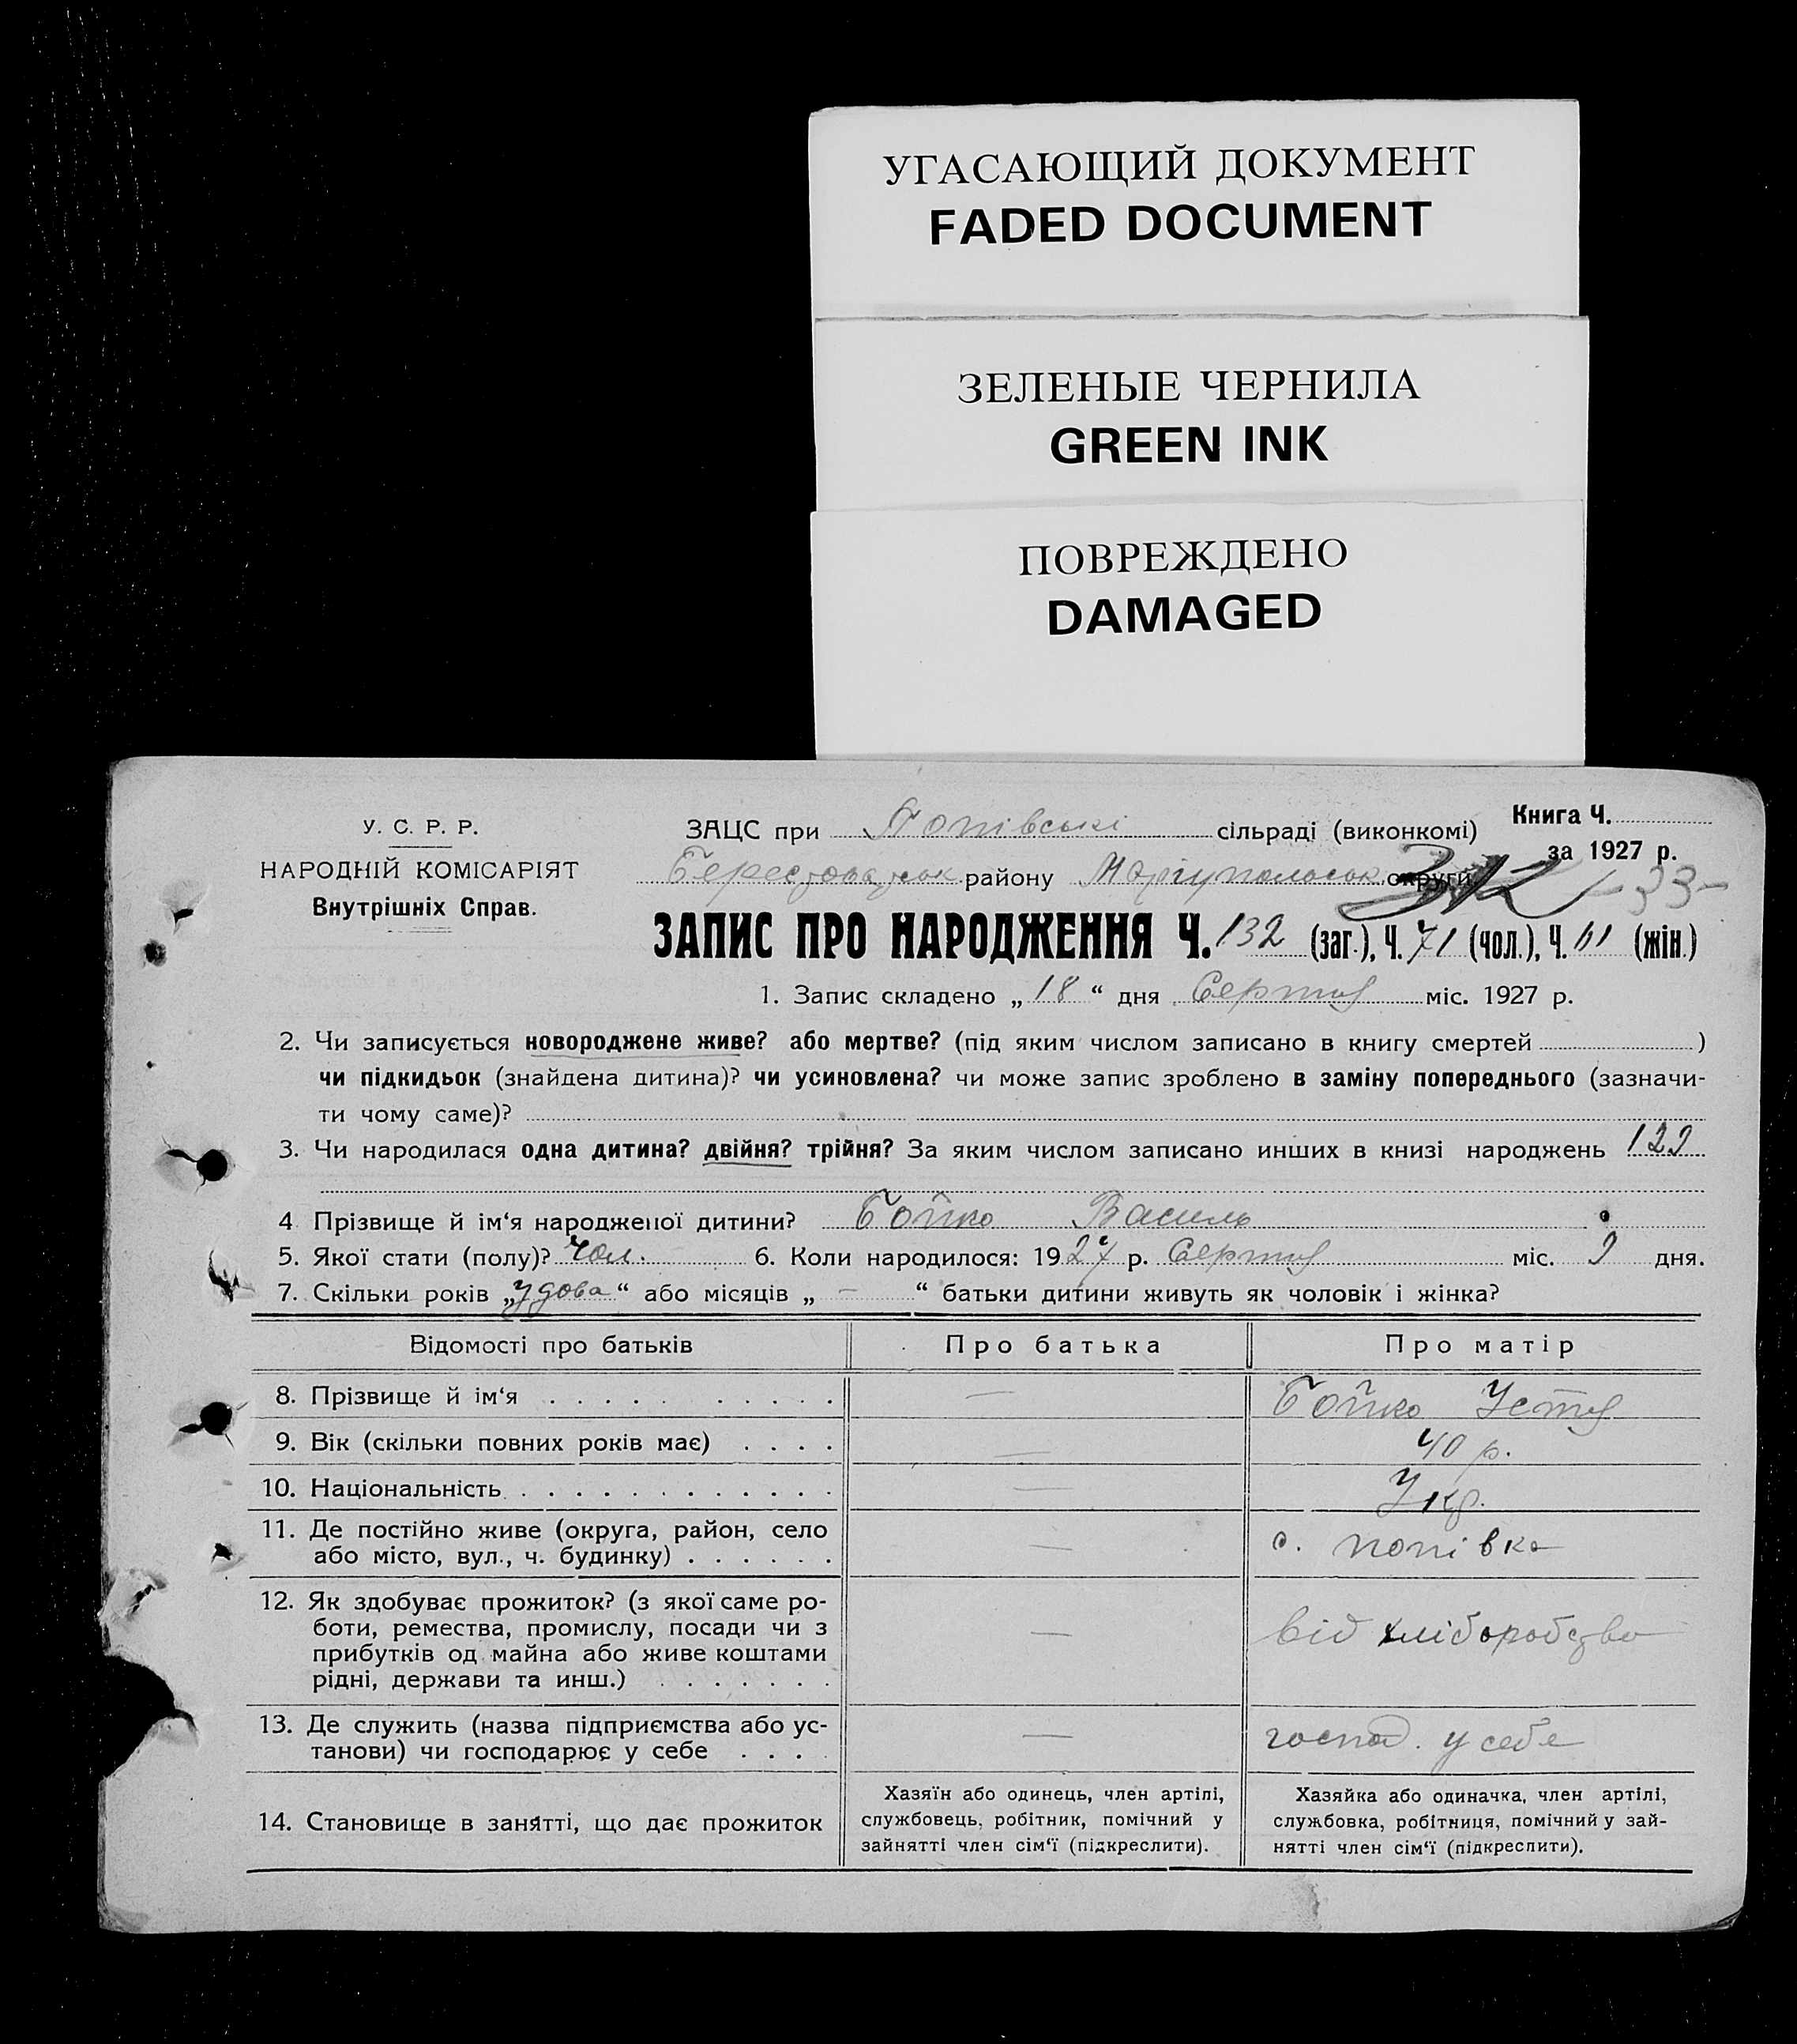 УГАСАЮЩИЙ ДОКУМЕНТ
FADED DOCUMENT
ЗЕЛЕНЫЕ ЧЕРНИЛА
GREEN INK
ПОВРЕЖДЕНО
DAMAGED
У. С. Р. Р.
НАРОДНІЙ КОМІСАРІЯТ
Внутрішніх Справ.
Книга Ч.
за 1927 р.
ЗАЦС при Попівські сільраді (виконкомі)
району Маріупольськ округи
-33-
ЗАПИС ПРО НАРОДЖЕННЯ Ч. 132 (заг.), Ч. 71 (чол.), Ч. 61 (жін.)
1. Запис складено „ 18 “ дня Серпня міс. 1927 р.
2. Чи записується новороджене живе? або мертве? (під яким числом записано в книгу смертей )
чи підкидьок (знайдена дитина)? чи усиновлена? чи може запис зроблено в заміну попереднього (зазначи-
ти чому саме)?
3. Чи народилася одна дитина? двійня? трійня? За яким числом записано инших в книзі народжень
4 Прізвище й ім‘я народженої дитини? Бойко Василь
5. Якої стати (полу)? чол. 6. Коли народилося: 1927 р. Серпня міс. 9 дня.
7. Скільки років „удова“ або місяців „ - “ батьки дитини живуть як чоловік і жінка?
Відомості про батьків Про батька Про матір
8. Прізвище й ім‘я — Бойко Устя
9. Вік (скільки повних років має) — 40 р.
10. Національність — Укр.
11. Де постійно живе (округа, район, село
або місто, вул., ч. будинку) — с. Попівка
12. Як здобуває прожиток? (з якої саме ро-
боти, ремества, промислу, посади чи з
прибутків од майна або живе коштами
рідні, держави та инш.) — від хліборобства
13. Де служить (назва підприємства або ус-
танови) чи господарює у себе — господ. у себе
14. Становище в занятті, що дає прожиток
Хазяїн або одинець, член артілі,
службовець, робітник, помічний у
зайнятті член сім‘ї (підкреслити).
Хазяйка або одиначка, член артілі,
службовка, робітниця, помічний у зай-
нятті член сім‘ї (підкреслити).